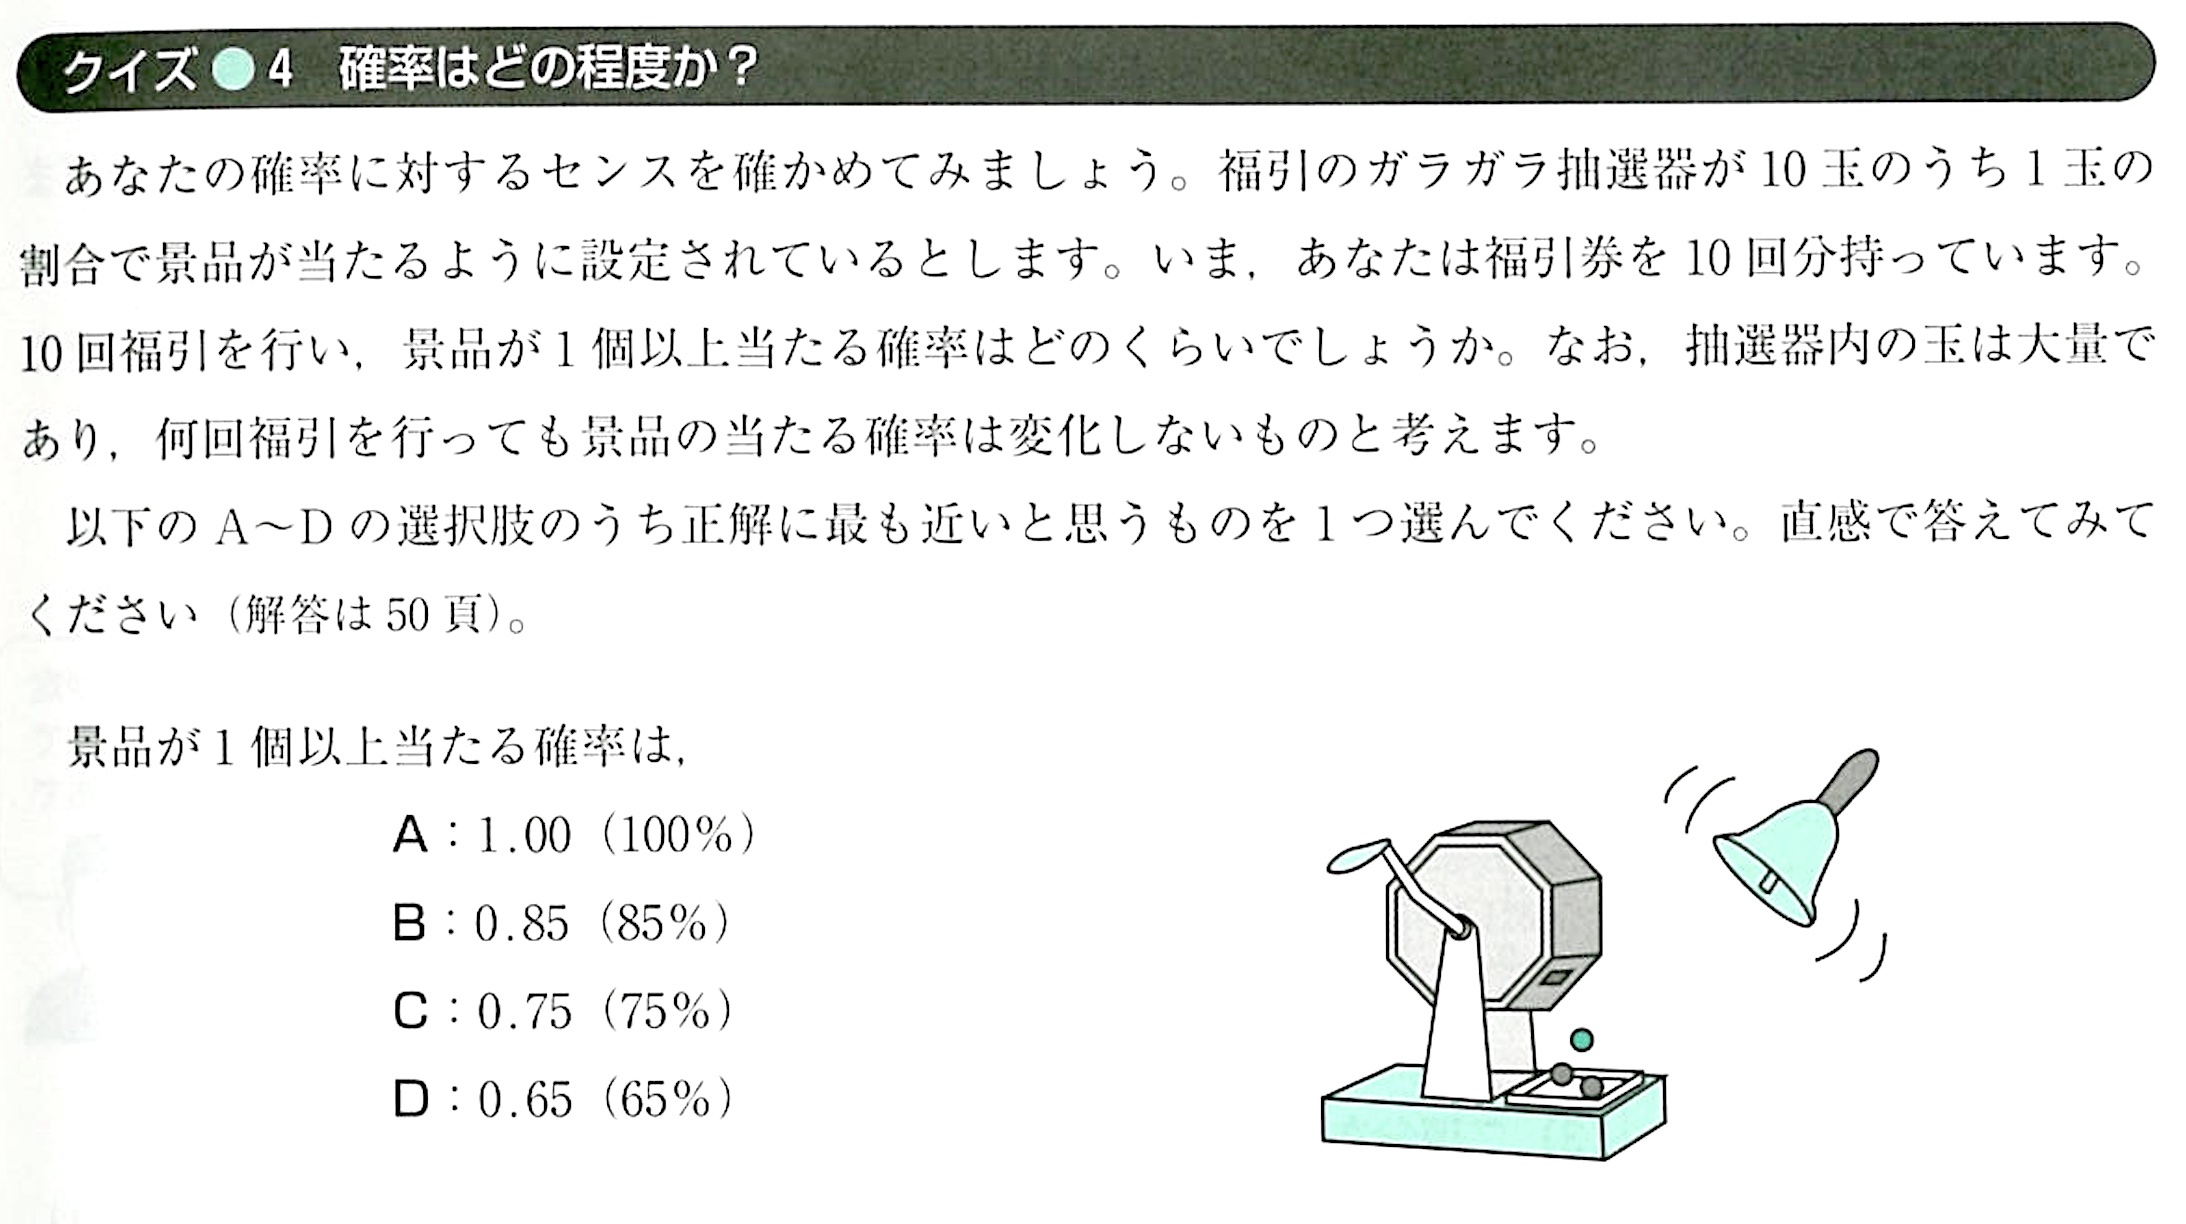 クイズ●4 確率はどの程度か？
あなたの確率に対するセンスを確かめてみましょう。福引のガラガラ抽選器が10玉のうち1玉の
割合で景品が当たるように設定されているとします。いま，あなたは福引券を10回分持っています。
10回福引を行い，景品が1個以上当たる確率はどのくらいでしょうか。なお，抽選器内の玉は大量で
あり，何回福引を行っても景品の当たる確率は変化しないものと考えます。
以下のA〜Dの選択肢のうち正解に最も近いと思うものを1つ選んでください。直感で答えてみて
ください（解答は50頁）。
景品が1個以上当たる確率は，
A：1.00（100%）
B：0.85（85%）
C：0.75（75%）
D：0.65（65%）